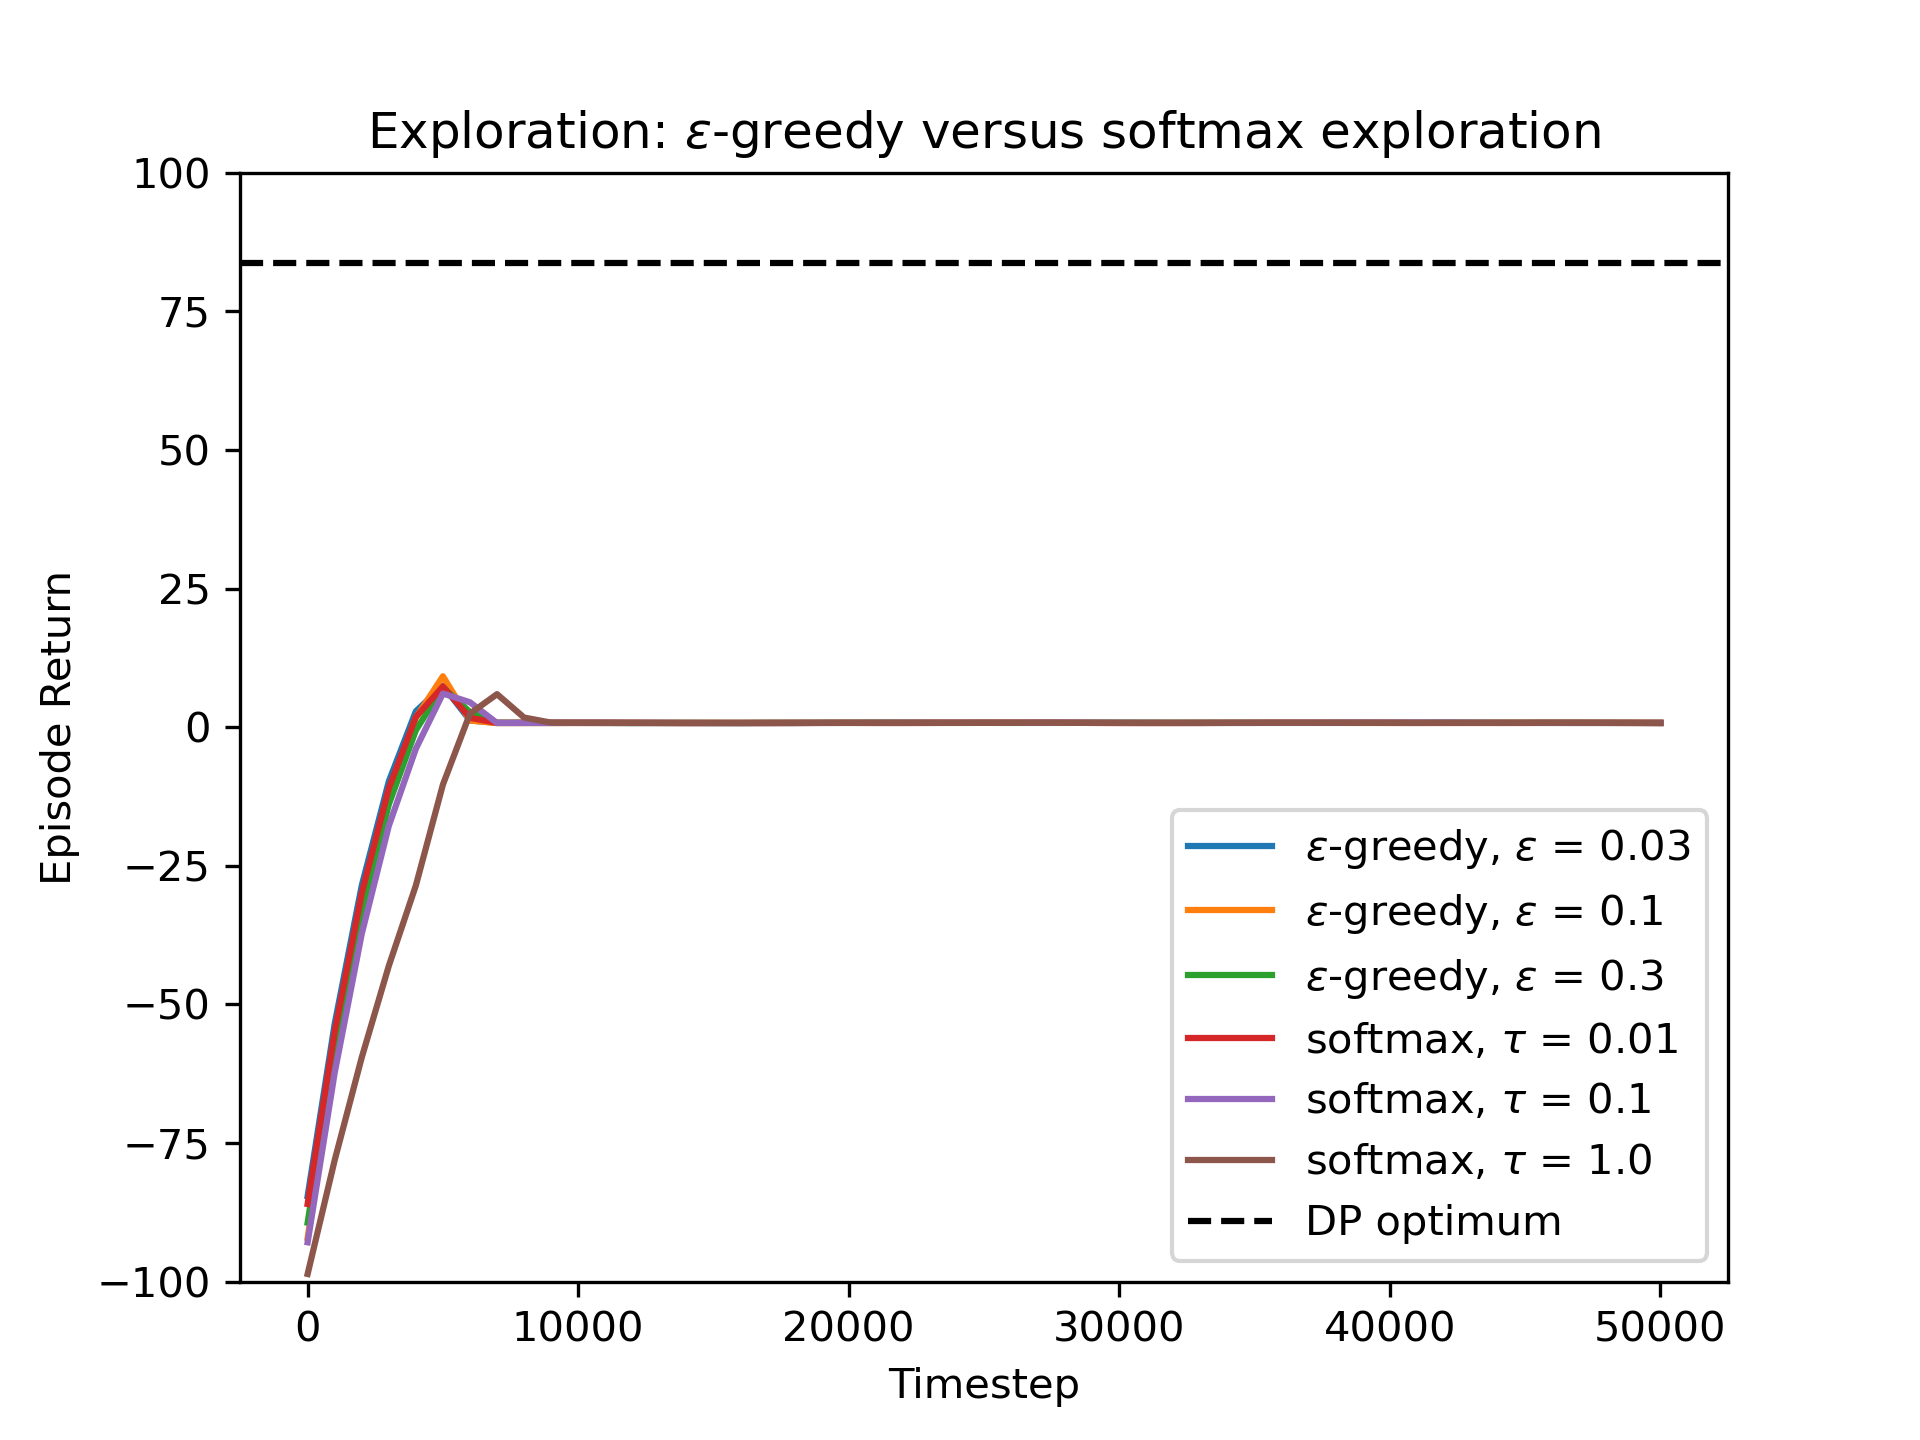 Exploration: ε-greedy versus softmax exploration
100
75
50
25
0
−25
−50
−75
−100
Episode Return
0 10000 20000 30000 40000 50000
Timestep
ε-greedy, ε = 0.03
ε-greedy, ε = 0.1
ε-greedy, ε = 0.3
softmax, τ = 0.01
softmax, τ = 0.1
softmax, τ = 1.0
DP optimum